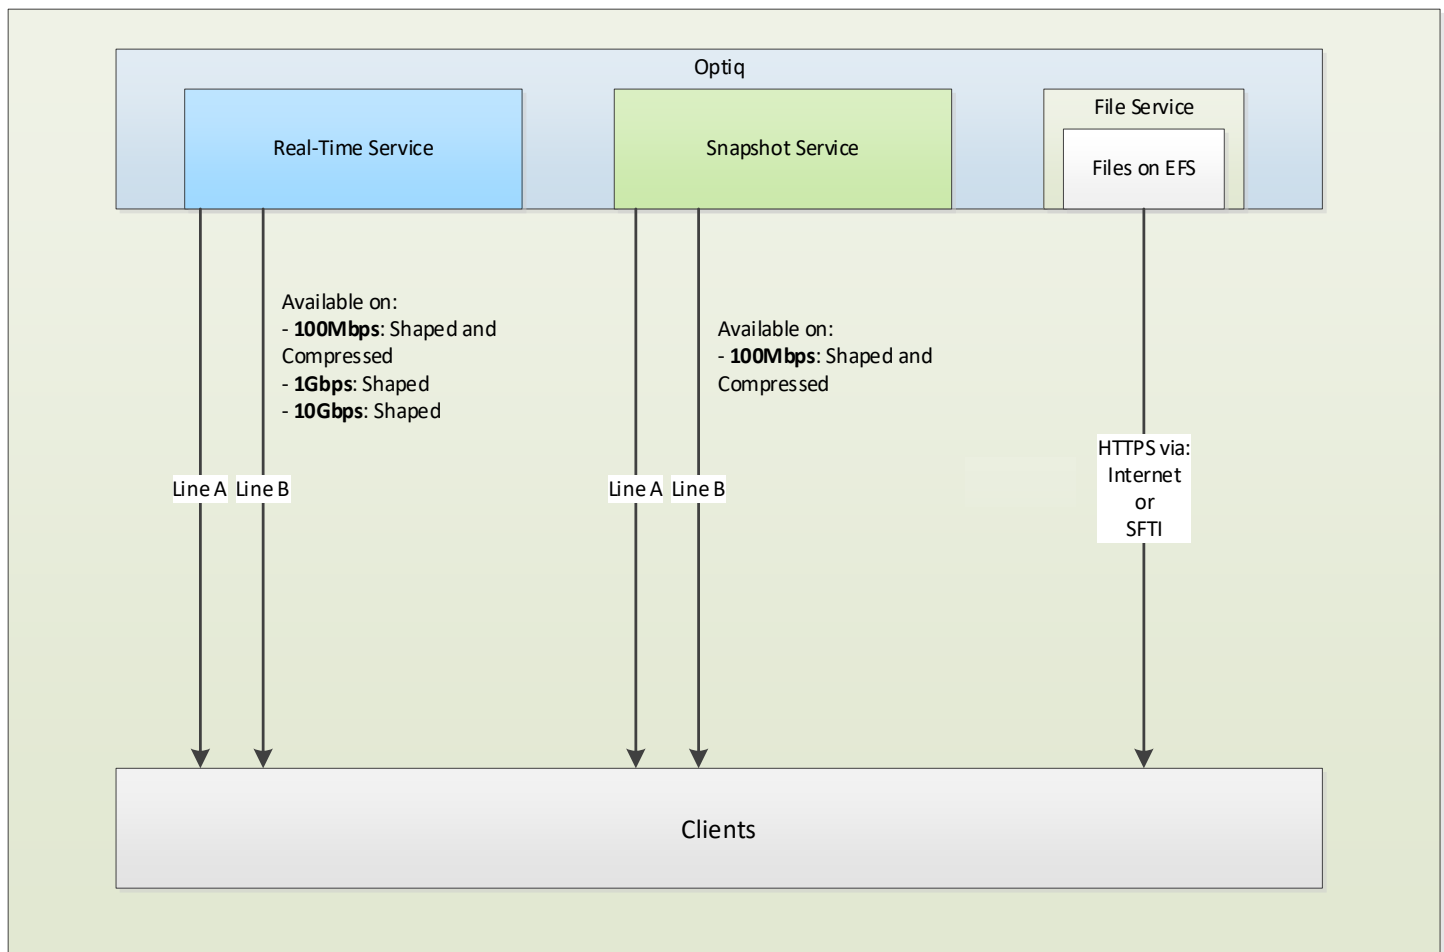 Optiq
Real-Time Service
Snapshot Service
File Service
Files on EFS
Available on:
- 100Mbps: Shaped and
Compressed
- 1Gbps: Shaped
- 10Gbps: Shaped
Available on:
- 100Mbps: Shaped and
Compressed
Line A
Line B
Line A
Line B
HTTPS via:
Internet
or
SFTI
Clients